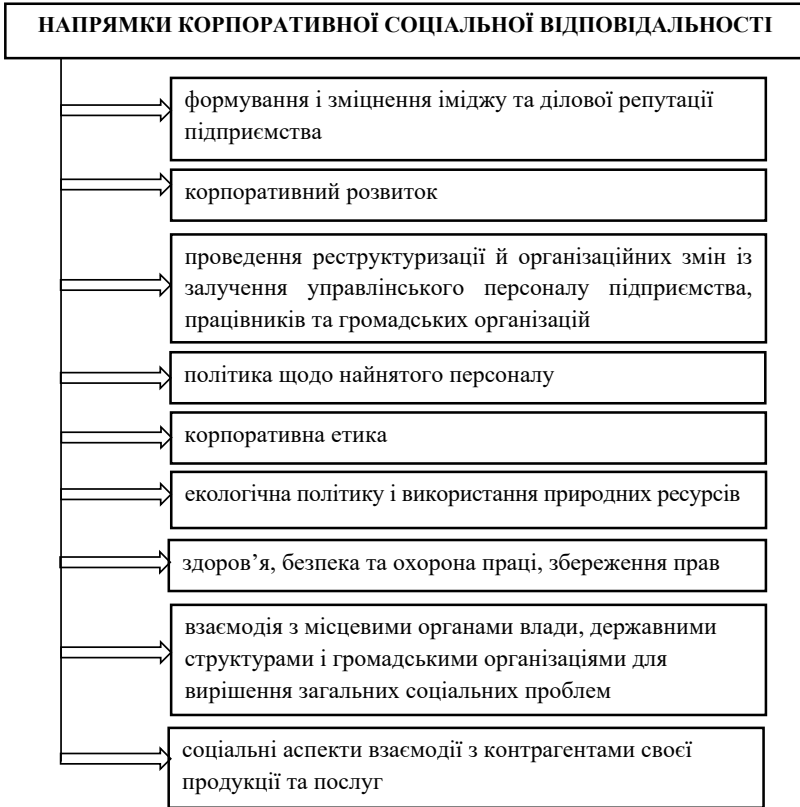 НАПРЯМКИ КОРПОРАТИВНОЇ СОЦІАЛЬНОЇ ВІДПОВІДАЛЬНОСТІ
формування і зміцнення іміджу та ділової репутації
підприємства
корпоративний розвиток
проведення реструктуризації й організаційних змін із
залучення управлінського персоналу підприємства,
працівників та громадських організацій
політика щодо найнятого персоналу
корпоративна етика
екологічна політику і використання природних ресурсів
здоров’я, безпека та охорона праці, збереження прав
взаємодія з місцевими органами влади, державними
структурами і громадськими організаціями для
вирішення загальних соціальних проблем
соціальні аспекти взаємодії з контрагентами своєї
продукції та послуг